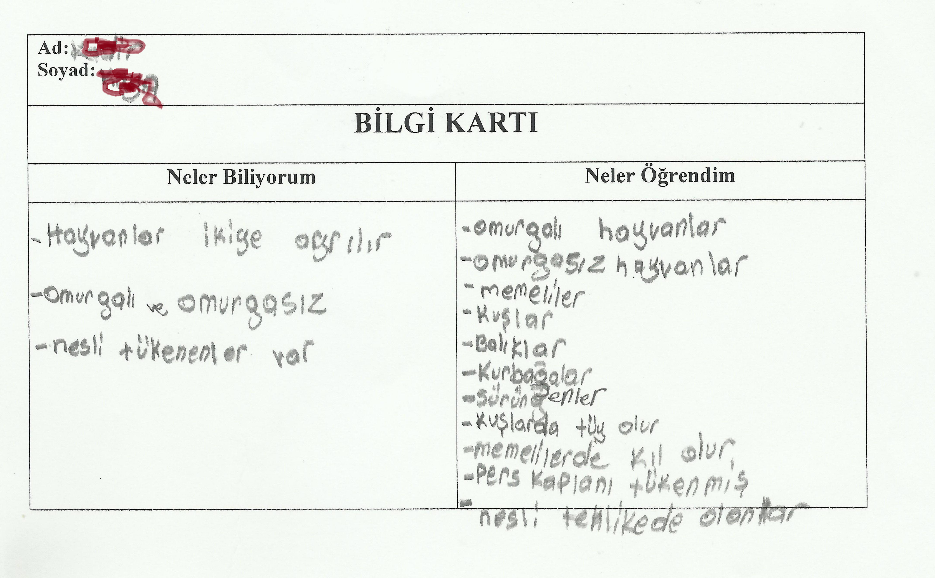 Ad:
Soyad:
BİLGİ KARTI
Neler Biliyorum
Neler Öğrendim
-Hayvanlar ikiye ayrılır
-omurgalı ve omurgasız
-nesli tükenenler var
-omurgalı hayvanlar
-omurgasız hayvanlar
-memeliler
-Kuşlar
-Balıklar
-Kurbağalar
-Sürüngenler
-Kuşlarda tüy olur
-memelilerde kıl olur.
-Pers kaplanı tükenmiş
-nesli tehlikede olanlar